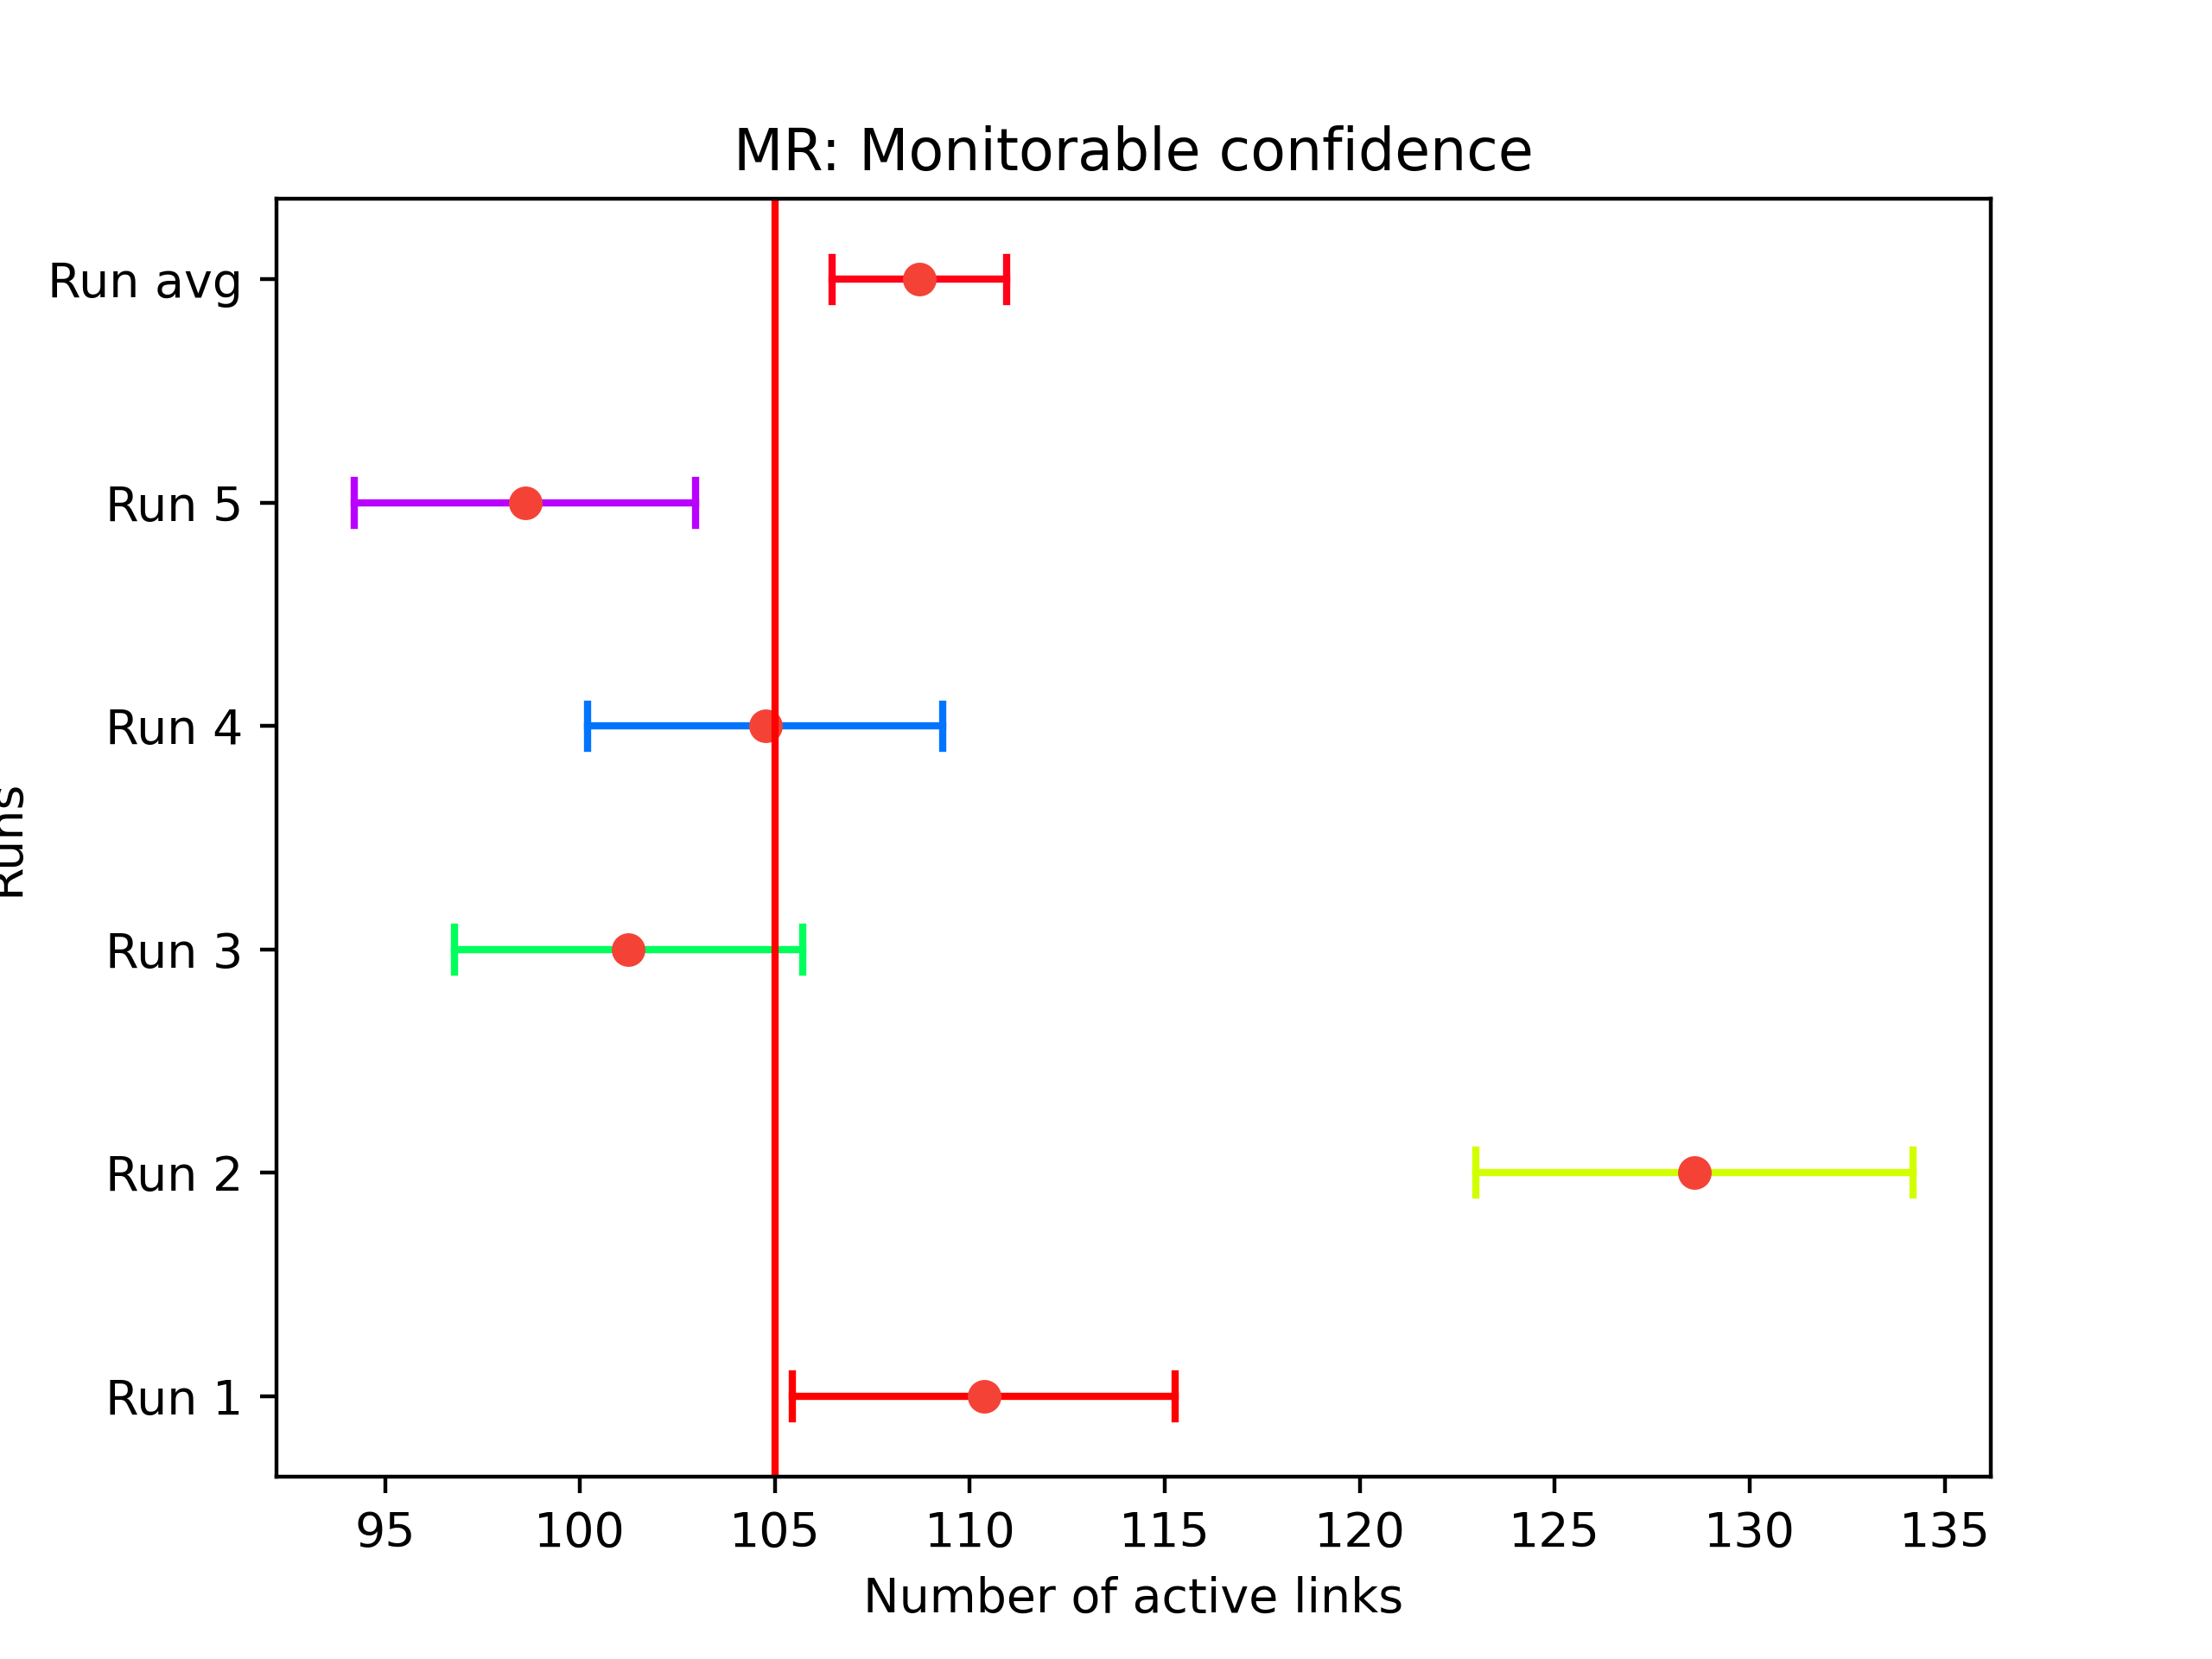 MR: Monitorable confidence
Run avg
Run 5
Run 4
Runs
Run 3
Run 2
Run 1
95 100 105 110 115 120 125 130 135
Number of active links